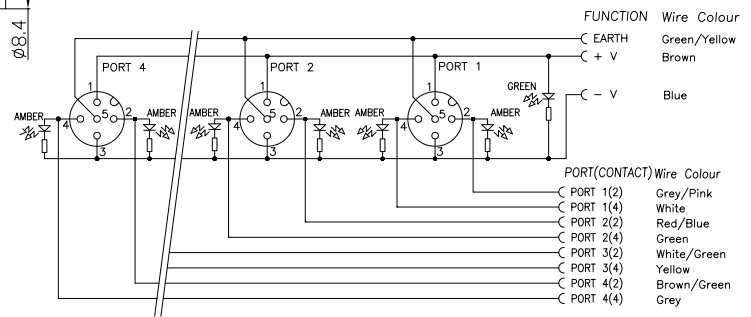 Ø8.4
FUNCTION Wire Colour
EARTH Green/Yellow
+ V Brown
- V Blue
PORT 4 PORT 2 PORT 1
GREEN
1 1 1
AMBER 4 5 2 AMBER AMBER 4 5 2 AMBER AMBER 4 5 2 AMBER
3 3 3
PORT(CONTACT) Wire Colour
PORT 1(2) Grey/Pink
PORT 1(4) White
PORT 2(2) Red/Blue
PORT 2(4) Green
PORT 3(2) White/Green
PORT 3(4) Yellow
PORT 4(2) Brown/Green
PORT 4(4) Grey